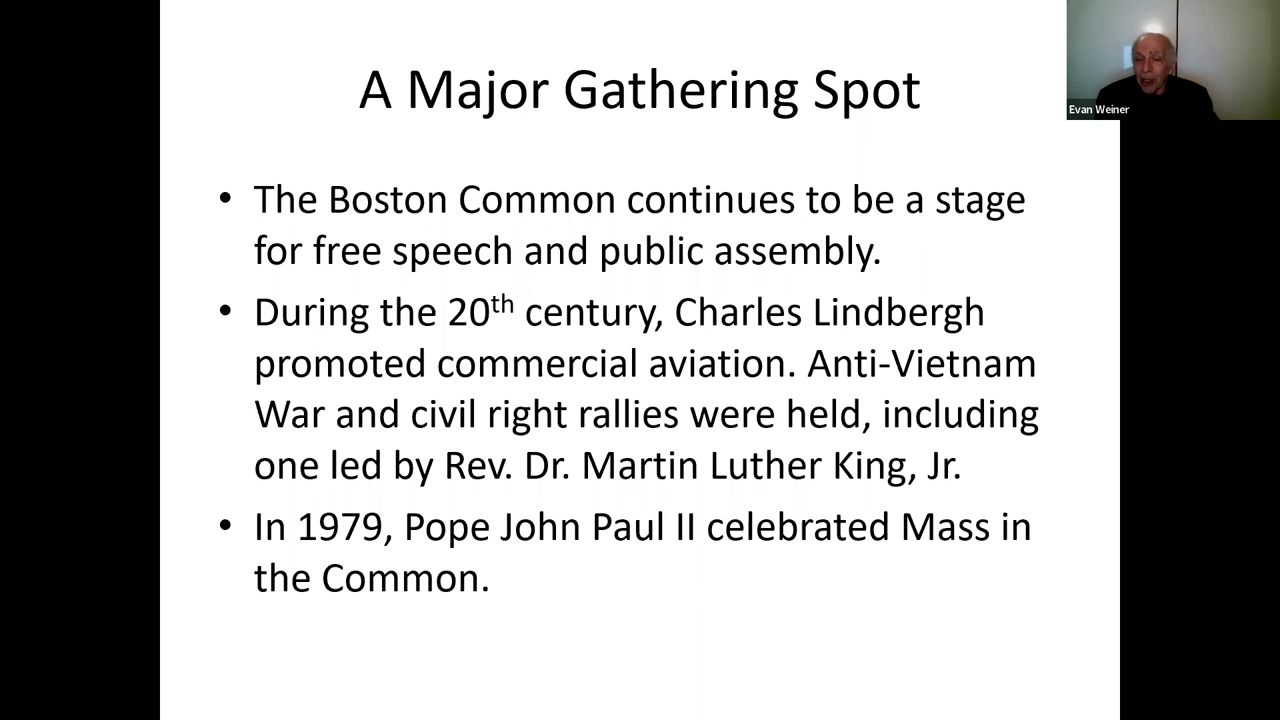 A Major Gathering Spot
Evan Weiner
• The Boston Common continues to be a stage
for free speech and public assembly.
• During the 20th century, Charles Lindbergh
promoted commercial aviation. Anti-Vietnam
War and civil right rallies were held, including
one led by Rev. Dr. Martin Luther King, Jr.
• In 1979, Pope John Paul II celebrated Mass in
the Common.